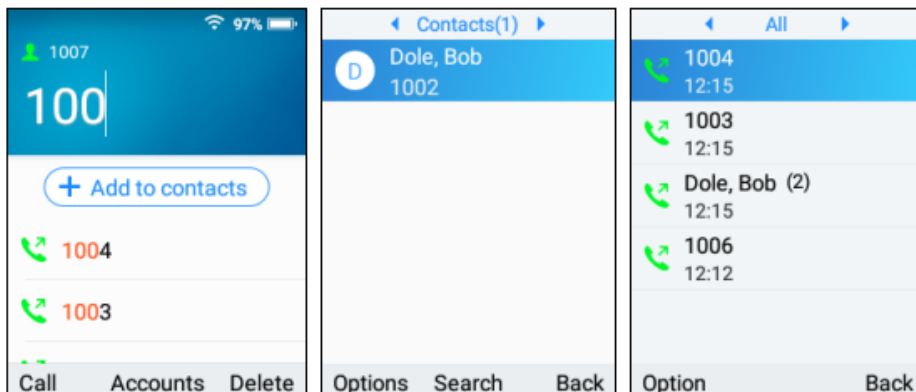 97%
1007
100
+ Add to contacts
1004
1003
Call Accounts Delete
Contacts(1)
D
Dole, Bob
1002
Options Search Back
All
1004
12:15
1003
12:15
Dole, Bob (2)
12:15
1006
12:12
Option Back